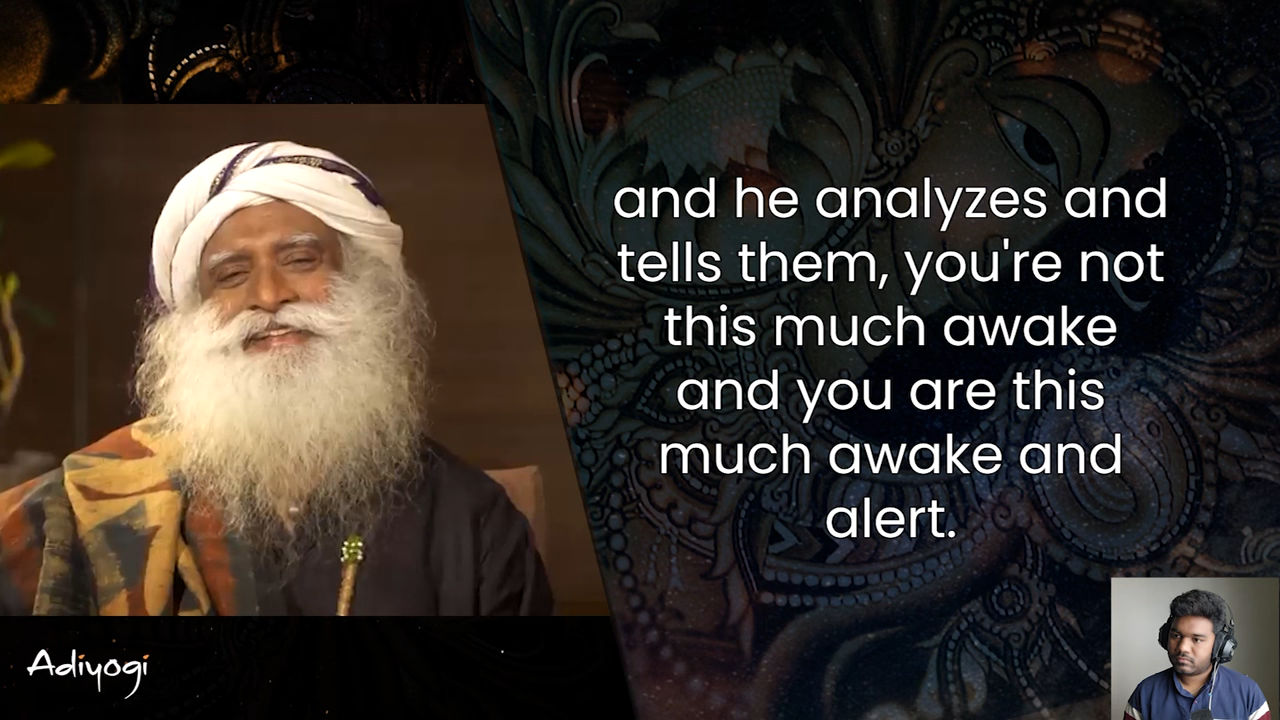 and he analyzes and
tells them, you're not
this much awake
and you are this
much awake and
alert.
Adiyogi